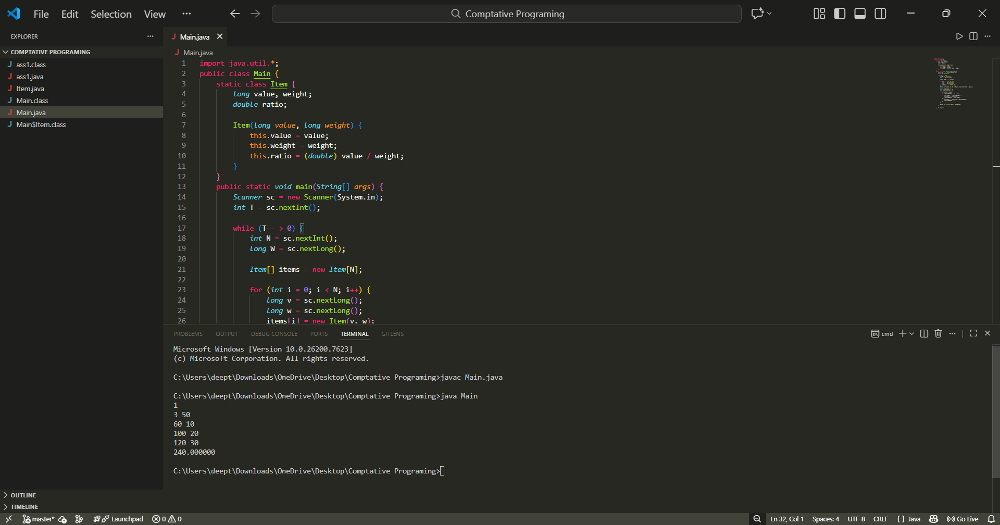 File Edit Selection View ···
Comptative Programing
EXPLORER
COMPTATIVE PROGRAMING
ass1.class
ass1.java
Item.java
Main.class
Main.java
Main$Item.class
OUTLINE
TIMELINE
Main.java
Main.java
1 import java.util.*;
2 public class Main {
3 static class Item {
4 long value, weight;
5 double ratio;
6
7 Item(long value, long weight) {
8 this.value = value;
9 this.weight = weight;
10 this.ratio = (double) value / weight;
11 }
12 }
13 public static void main(String[] args) {
14 Scanner sc = new Scanner(System.in);
15 int T = sc.nextInt();
16
17 while (T-- > 0) {
18 int N = sc.nextInt();
19 long W = sc.nextLong();
20
21 Item[] items = new Item[N];
22
23 for (int i = 0; i < N; i++) {
24 long v = sc.nextLong();
25 long w = sc.nextLong();
26 items[i] = new Item(v, w);
PROBLEMS OUTPUT DEBUG CONSOLE PORTS TERMINAL GITLENS
cmd
Microsoft Windows [Version 10.0.26200.7623]
(c) Microsoft Corporation. All rights reserved.
C:\Users\deept\Downloads\OneDrive\Desktop\Comptative Programing>javac Main.java
C:\Users\deept\Downloads\OneDrive\Desktop\Comptative Programing>java Main
1
3 50
60 10
100 20
120 30
240.000000
C:\Users\deept\Downloads\OneDrive\Desktop\Comptative Programing>
master* Launchpad 0 0 Ln 32, Col 1 Spaces: 4 UTF-8 CRLF { } Java Go Live